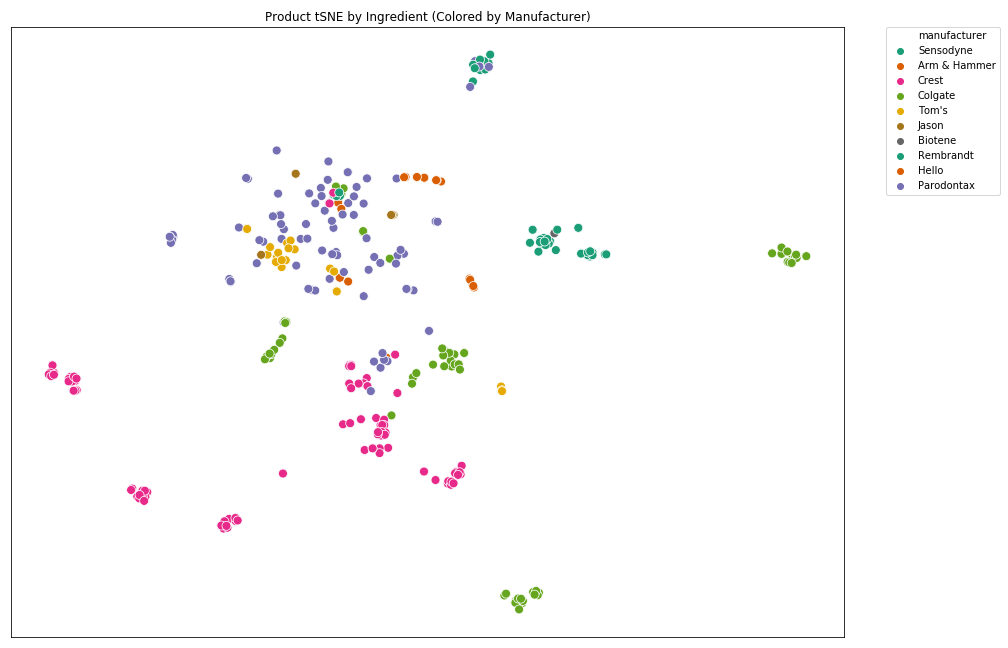 Product tSNE by Ingredient (Colored by Manufacturer)
manufacturer
Sensodyne
Arm & Hammer
Crest
Colgate
Tom's
Jason
Biotene
Rembrandt
Hello
Parodontax